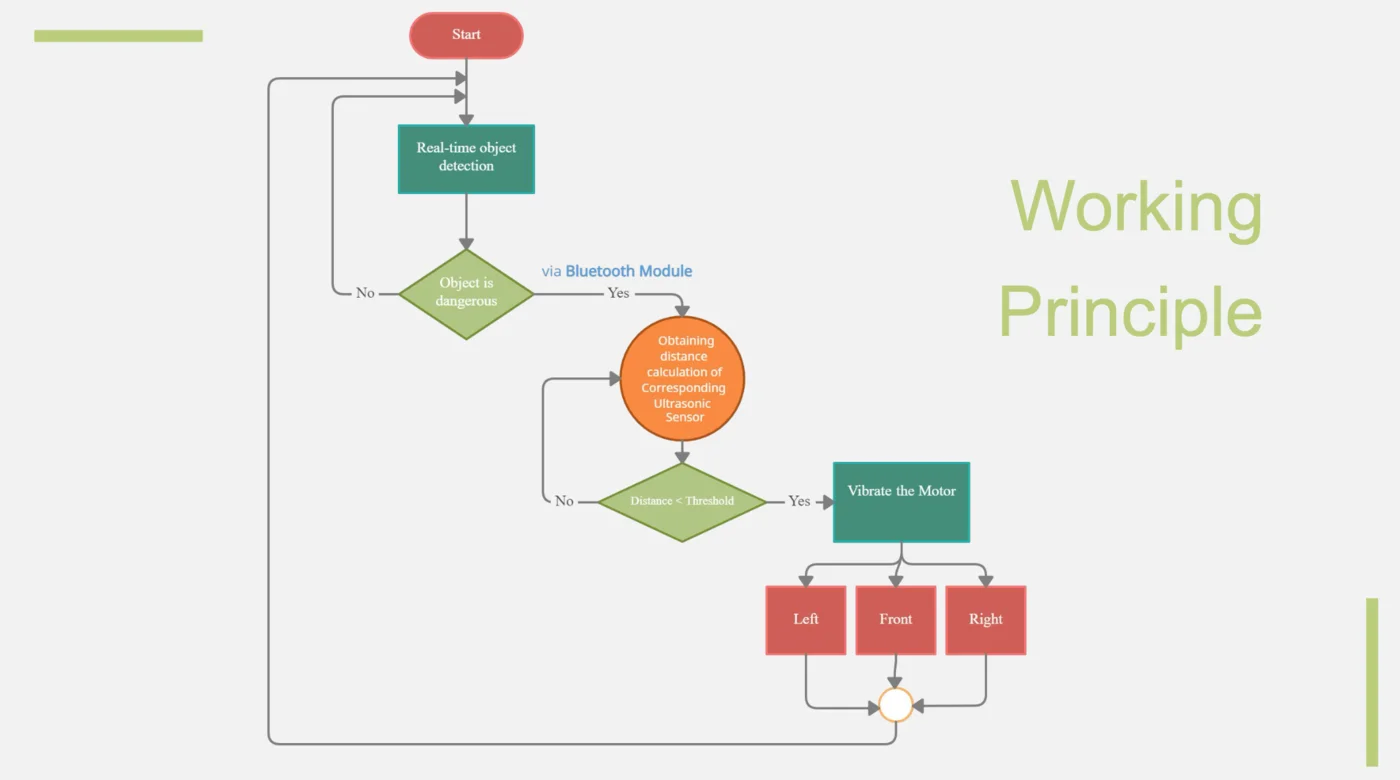 Start
Real-time object
detection
Working
Principle
via Bluetooth Module
Object is
dangerous
No
Yes
Obtaining
distance
calculation of
Corresponding
Ultrasonic
Sensor
No
Distance < Threshold
Yes
Vibrate the Motor
Left
Front
Right